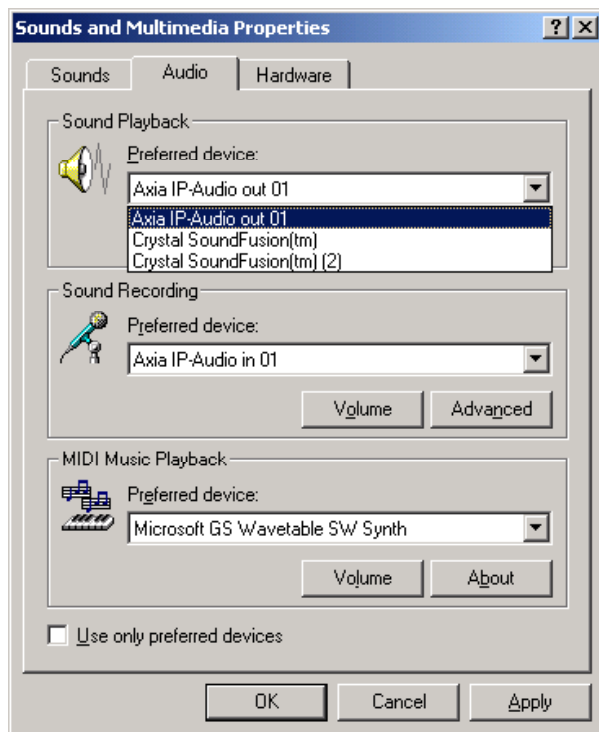 Sounds and Multimedia Properties
Sounds Audio Hardware
Sound Playback
Preferred device:
Axia IP-Audio out 01
Axia IP-Audio out 01
Crystal SoundFusion(tm)
Crystal SoundFusion(tm) (2)
Sound Recording
Preferred device:
Axia IP-Audio in 01
Volume Advanced
MIDI Music Playback
Preferred device:
Microsoft GS Wavetable SW Synth
Volume About
Use only preferred devices
OK Cancel Apply